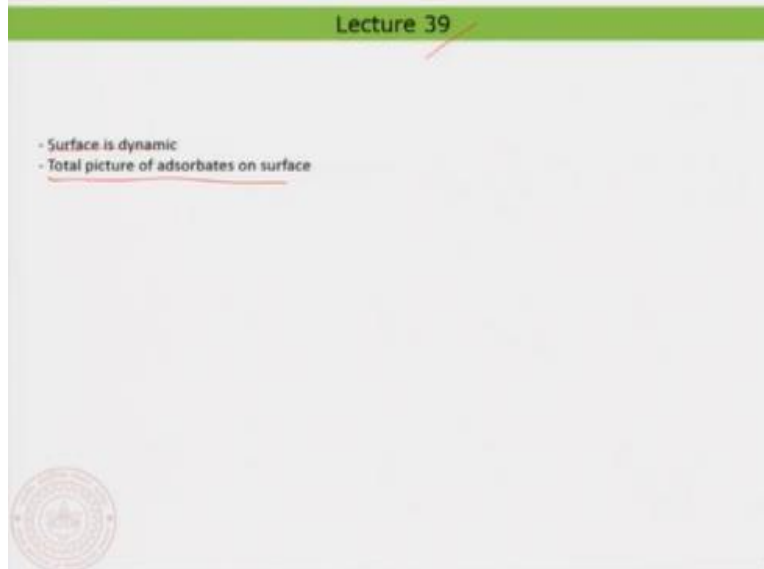 Lecture 39
- Surface is dynamic
- Total picture of adsorbates on surface